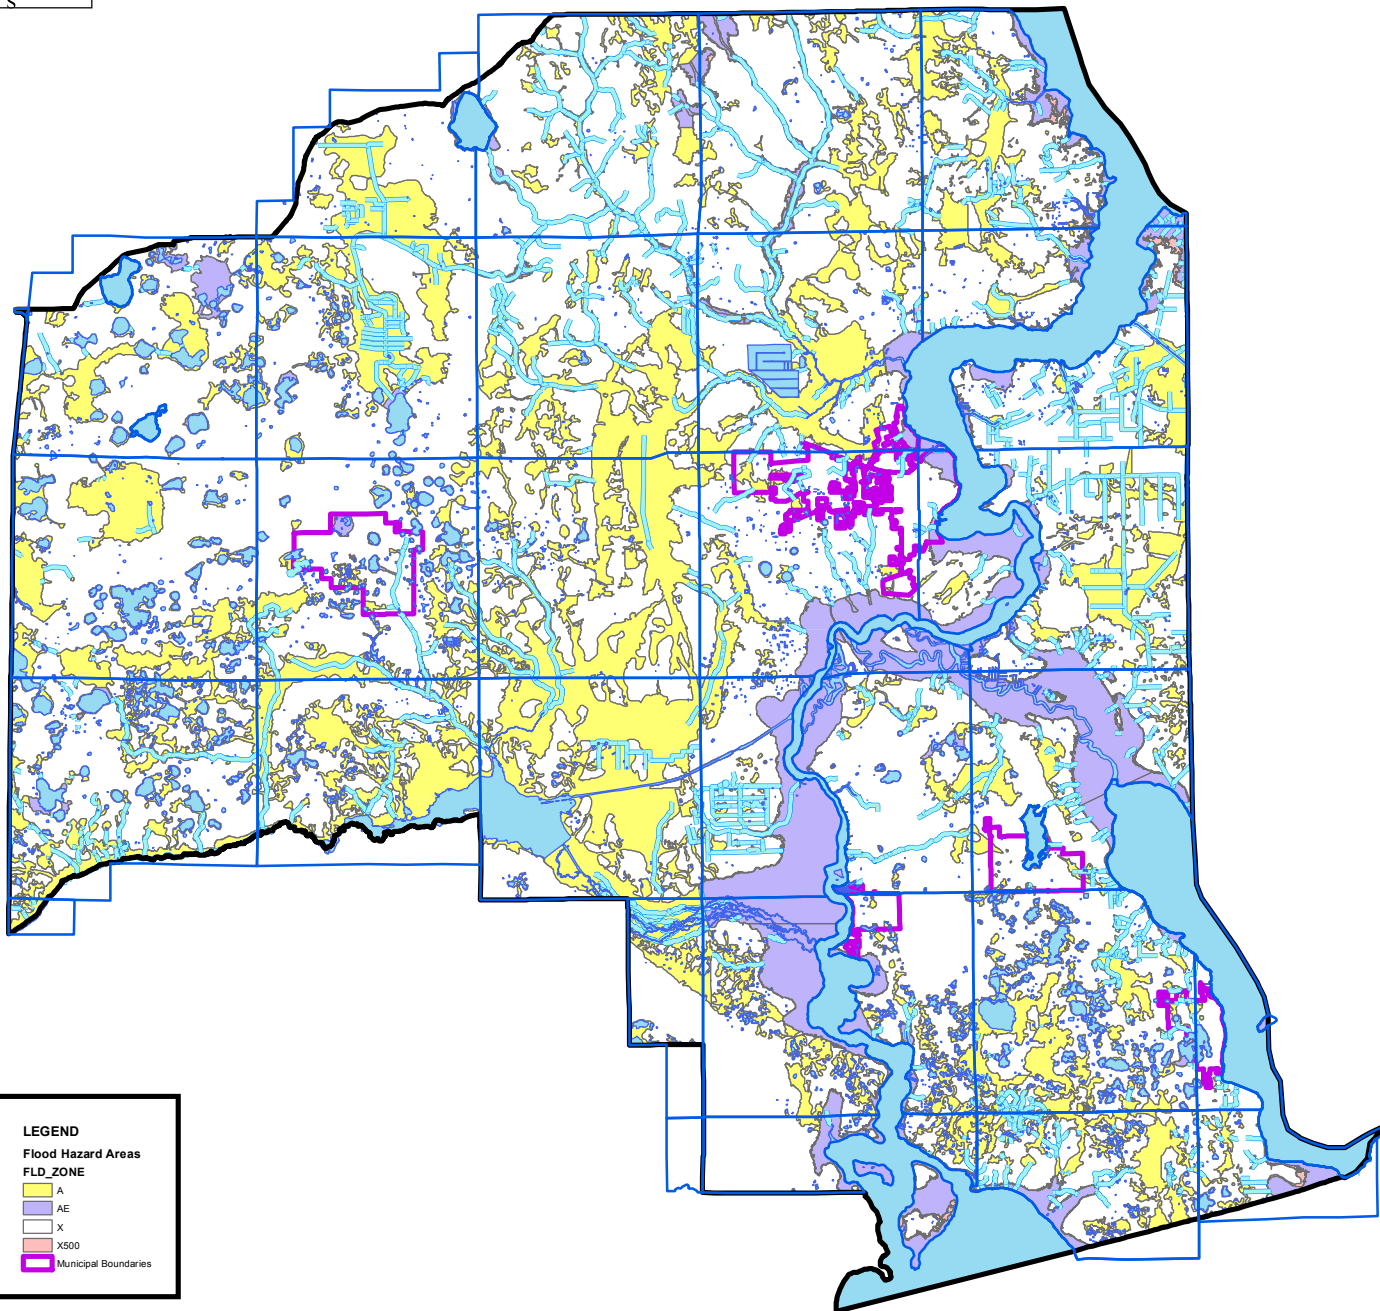 S
LEGEND
Flood Hazard Areas
FLD_ZONE
A
AE
X
X500
Municipal Boundaries